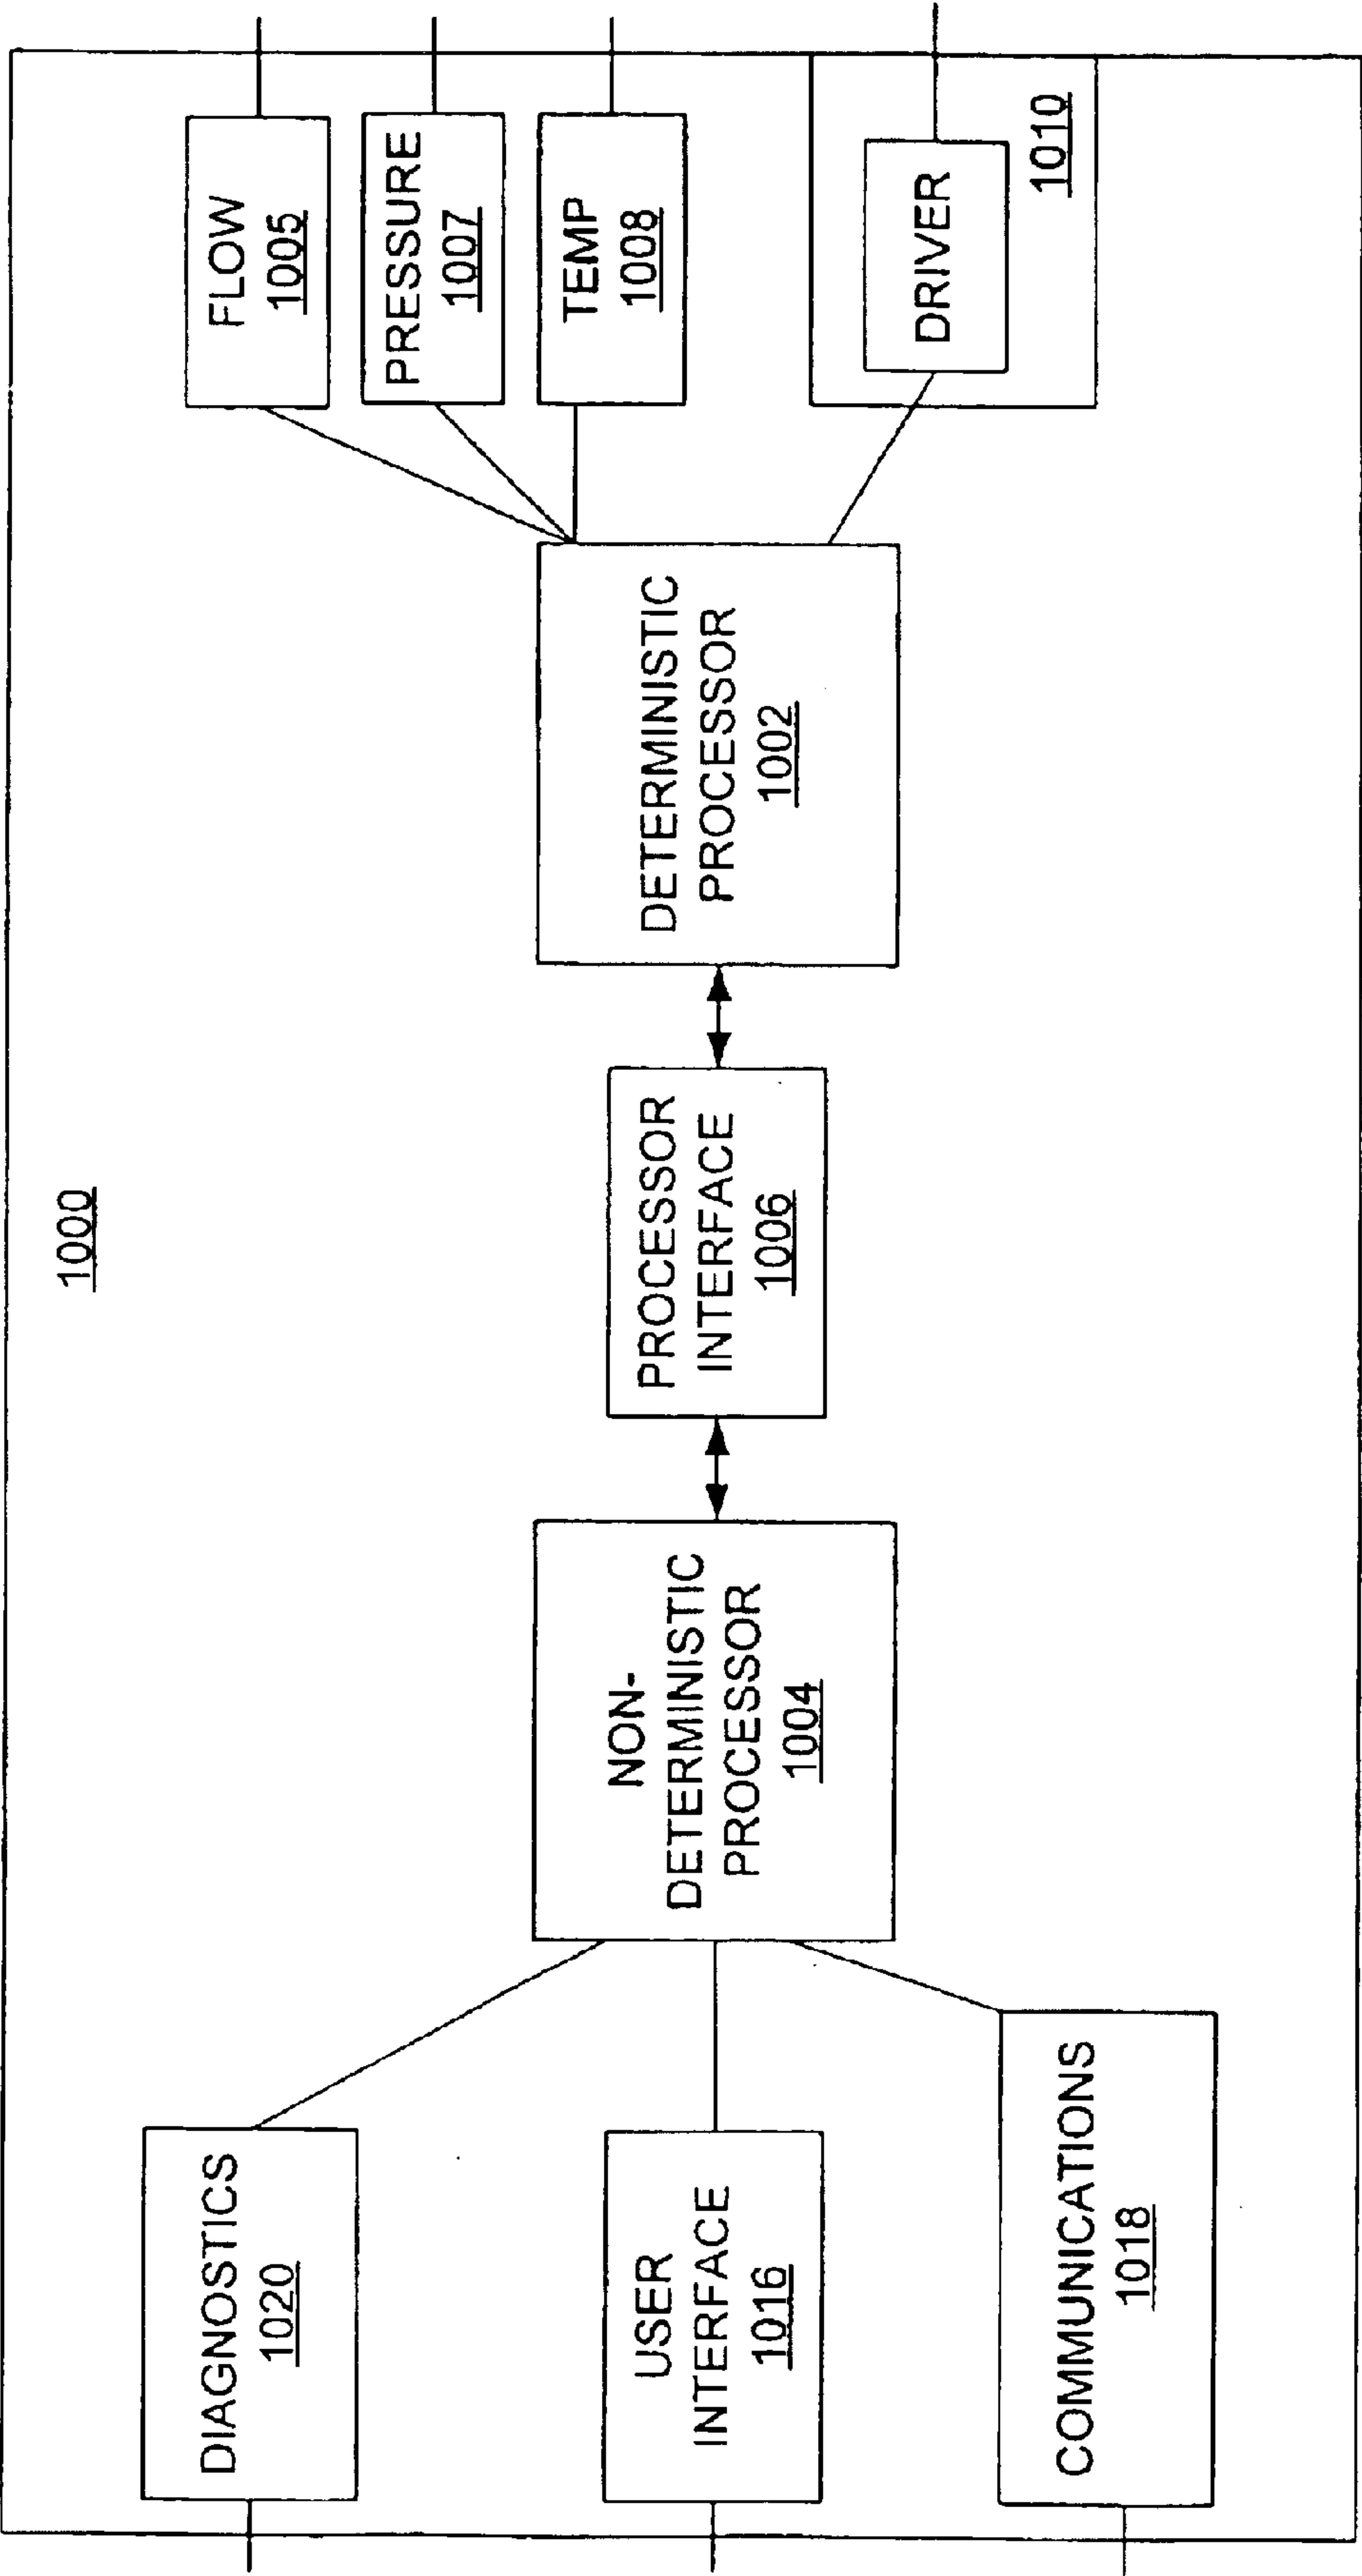 1000
DIAGNOSTICS
1020
USER
INTERFACE
1016
COMMUNICATIONS
1018
NON-
DETERMINISTIC
PROCESSOR
1004
PROCESSOR
INTERFACE
1006
DETERMINISTIC
PROCESSOR
1002
FLOW
1005
PRESSURE
1007
TEMP
1008
DRIVER
1010